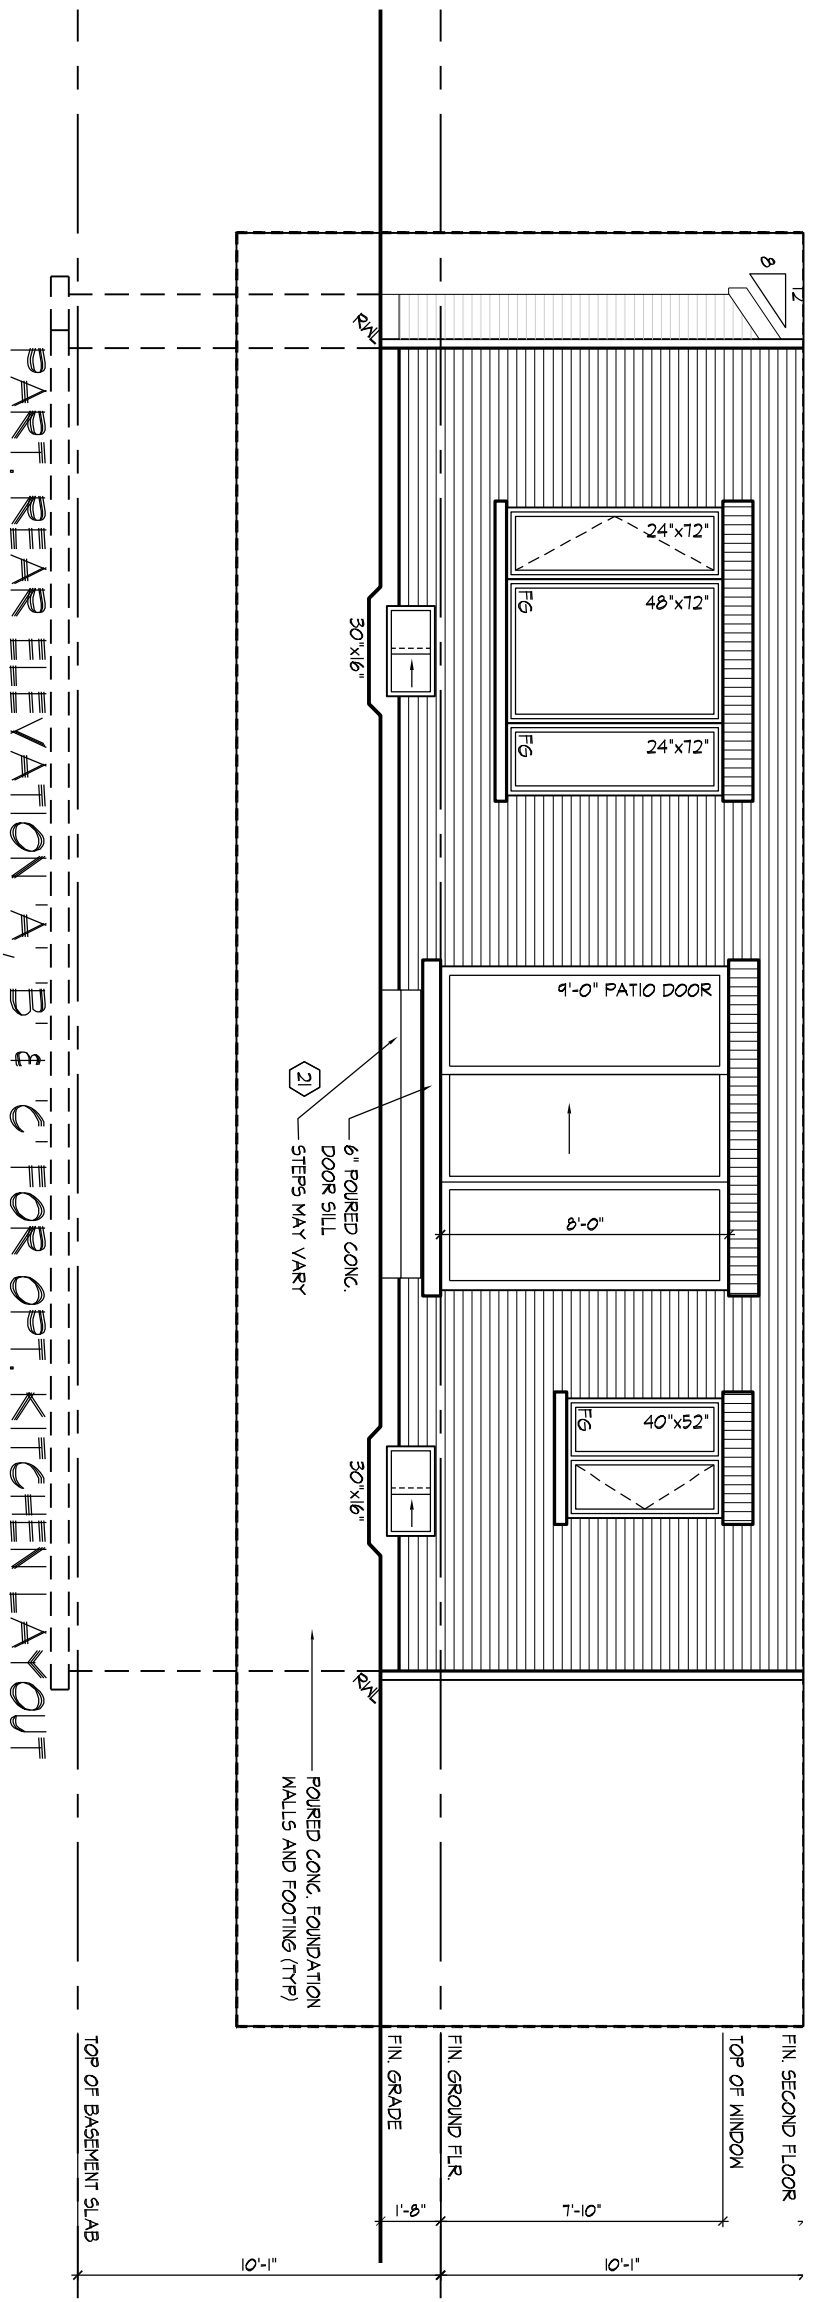 12
8
FIN. SECOND FLOOR
TOP OF WINDOW
24"x72"
48"x72"
24"x72"
FG
FG
9'-0" PATIO DOOR
8'-0"
40"x52"
FG
7'-10"
10'-1"
FIN. GROUND FLR.
1'-8"
FIN. GRADE
RWL
30"x16"
6" POURED CONC.
DOOR SILL
21
STEPS MAY VARY
30"x16"
RWL
POURED CONC. FOUNDATION
WALLS AND FOOTING (TYP)
10'-1"
TOP OF BASEMENT SLAB
PART. REAR ELEVATION 'A', 'B' & 'C' FOR OPT. KITCHEN LAYOUT